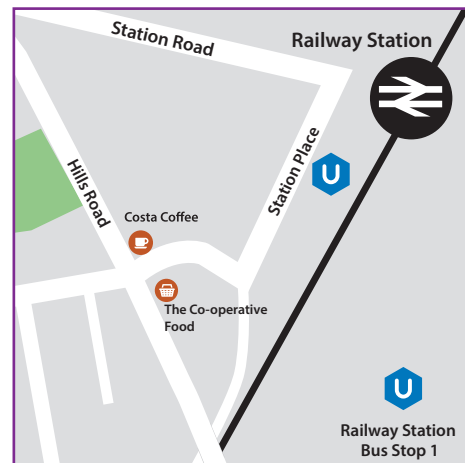 Station Road
Railway Station
Station Place
U
Hills Road
Costa Coffee
The Co-operative
Food
U
Railway Station
Bus Stop 1